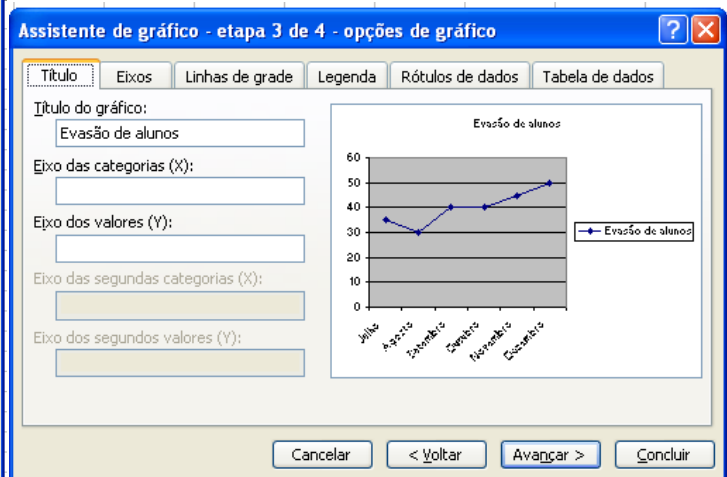 Assistente de gráfico - etapa 3 de 4 - opções de gráfico
Título Eixos Linhas de grade Legenda Rótulos de dados Tabela de dados
Título do gráfico:
Evasão de alunos
Eixo das categorias (X):
Eixo dos valores (Y):
Eixo das segundas categorias (X):
Eixo dos segundos valores (Y):
Evasão de alunos
60
50
40
30
20
10
0
Julho Agosto Setembro Outubro Novembro Dezembro
Evasão de alunos
Cancelar < Voltar Avançar > Concluir